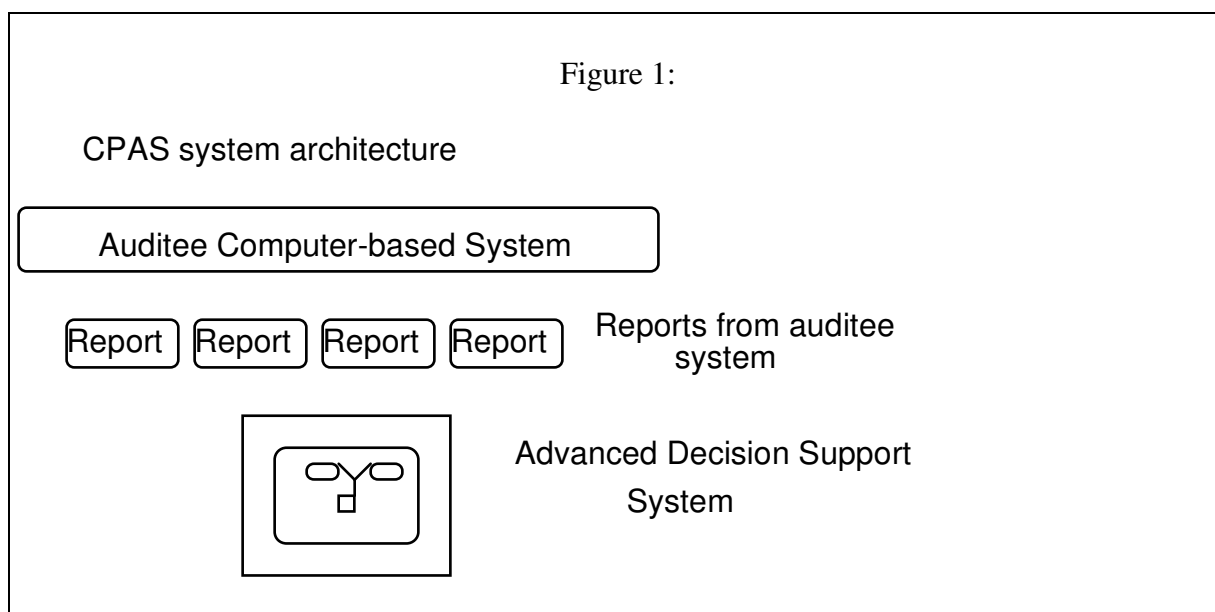 Figure 1:
CPAS system architecture
Auditee Computer-based System
Report Report Report Report
Reports from auditee
system
Advanced Decision Support
System